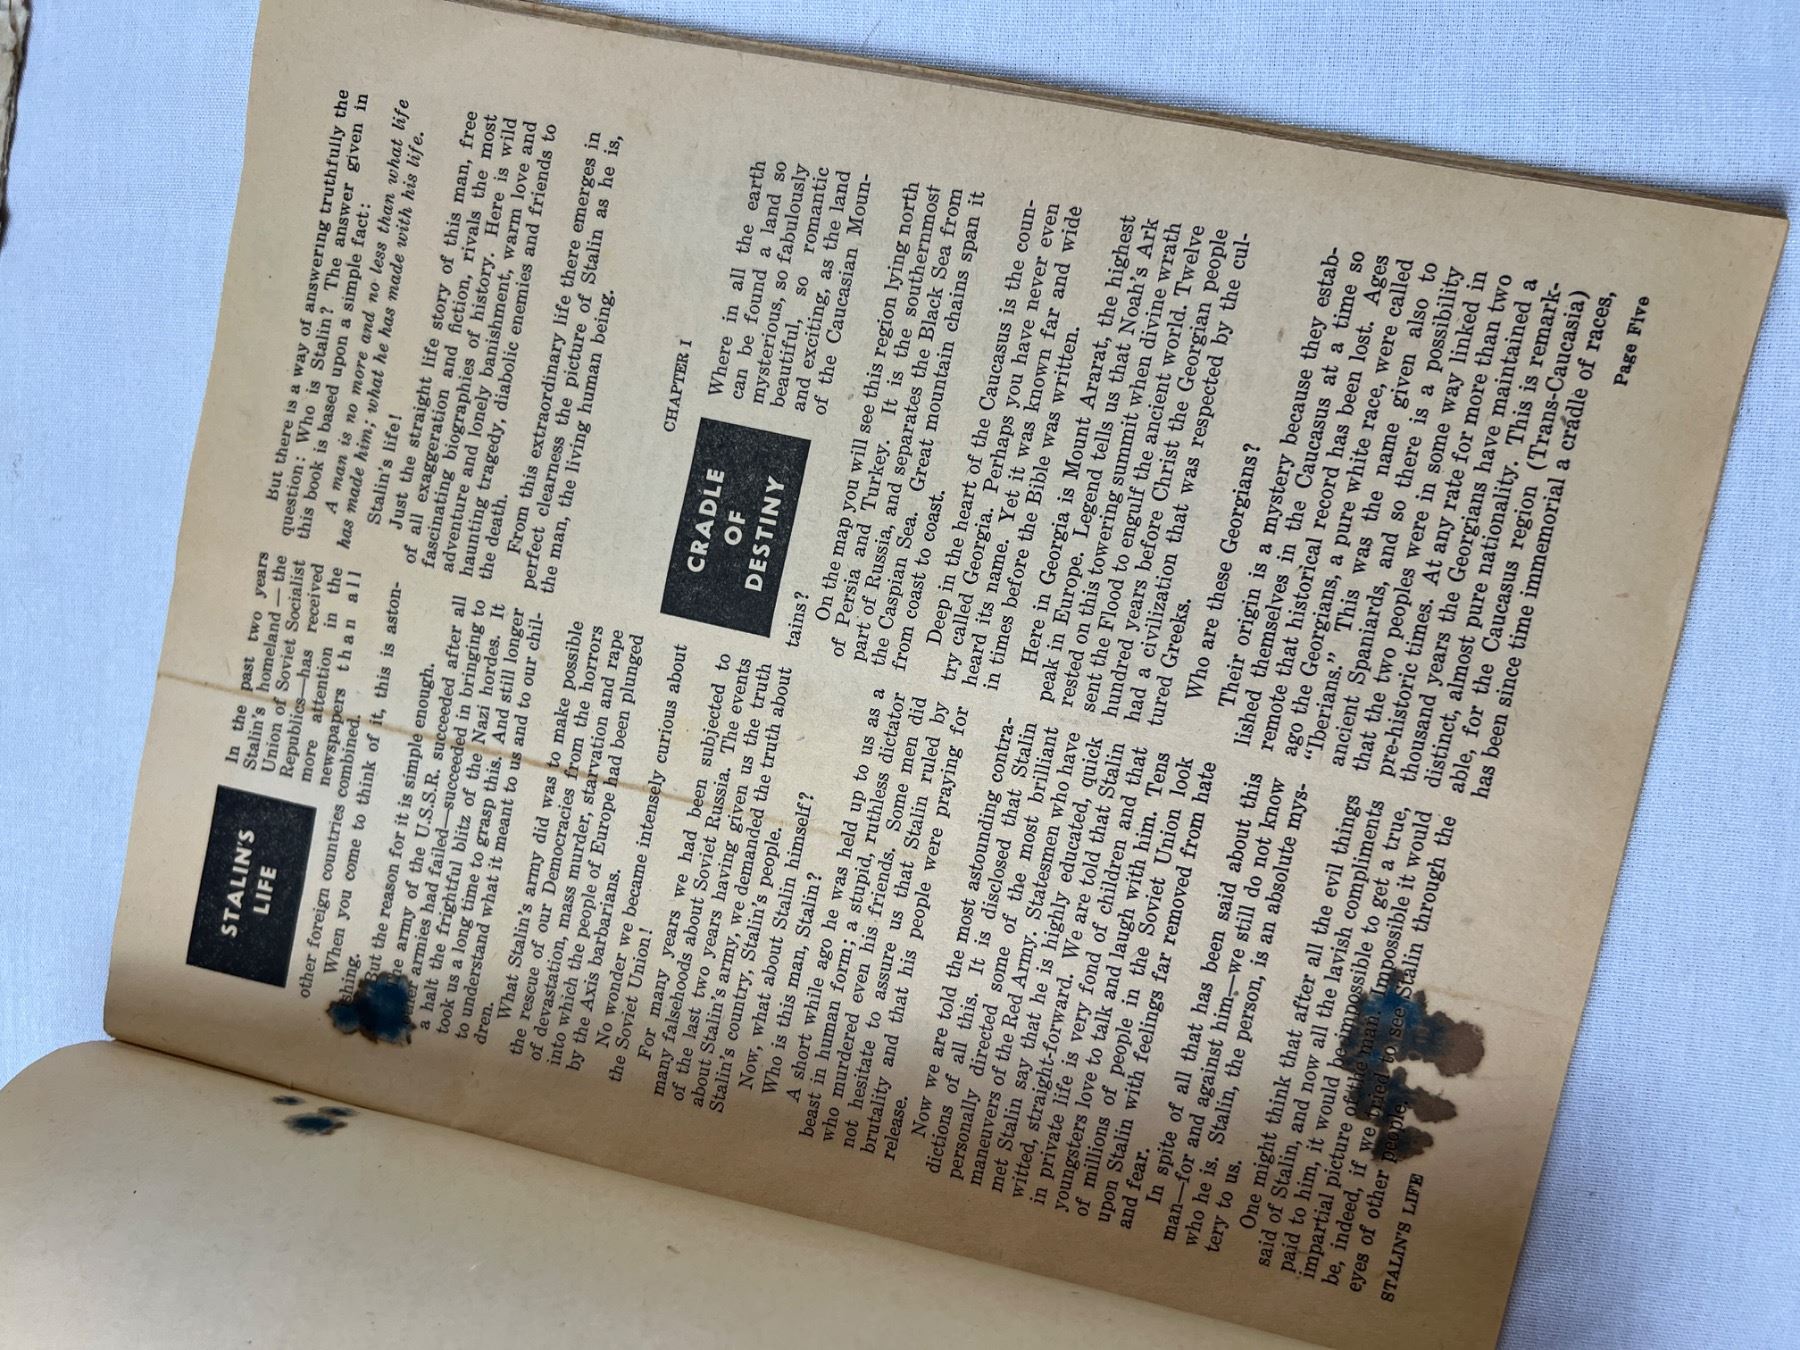 STALIN'S
LIFE
In the past two years
Stalin's homeland—the
Union of Soviet Socialist
Republics—has received
more attention in the
newspapers than all
other foreign countries combined.
When you come to think of it, this is aston-
ishing.
But the reason for it is simple enough.
The army of the U.S.S.R. succeeded after all
other armies had failed—succeeded in bringing to
a halt the frightful blitz of the Nazi hordes. It
took us a long time to grasp this. And still longer
to understand what it meant to us and to our chil-
dren.
What Stalin's army did was to make possible
the rescue of our Democracies from the horrors
of devastation, mass murder, starvation and rape
into which the people of Europe had been plunged
by the Axis barbarians.
No wonder we became intensely curious about
the Soviet Union!
For many years we had been subjected to
many falsehoods about Soviet Russia. The events
of the last two years having given us the truth
about Stalin's army, we demanded the truth about
Stalin's country, Stalin's people.
Now, what about Stalin himself?
Who is this man, Stalin?
A short while ago he was held up to us as a
beast in human form; a stupid, ruthless dictator
who murdered even his friends. Some men did
not hesitate to assure us that Stalin ruled by
brutality and that his people were praying for
release.
Now we are told the most astounding contra-
dictions of all this. It is disclosed that Stalin
personally directed some of the most brilliant
maneuvers of the Red Army. Statesmen who have
met Stalin say that he is highly educated, quick
witted, straight-forward. We are told that Stalin
in private life is very fond of children and that
youngsters love to talk and laugh with him. Tens
of millions of people in the Soviet Union look
upon Stalin with feelings far removed from hate
and fear.
In spite of all that has been said about this
man—for and against him,—we still do not know
who he is. Stalin, the person, is an absolute mys-
tery to us.
One might think that after all the evil things
said of Stalin, and now all the lavish compliments
paid to him, it would be impossible to get a true,
impartial picture of the man. Impossible it would
be, indeed, if we tried to see Stalin through the
eyes of other people.
STALIN'S LIFE
But there is a way of answering truthfully the
question: Who is Stalin? The answer given in
this book is based upon a simple fact:
A man is no more and no less than what life
has made him; what he has made with his life.
Stalin's life!
Just the straight life story of this man, free
of all exaggeration and fiction, rivals the most
fascinating biographies of history. Here is wild
adventure and lonely banishment, warm love and
haunting tragedy, diabolic enemies and friends to
the death.
From this extraordinary life there emerges in
perfect clearness the picture of Stalin as he is,
the man, the living human being.
CHAPTER I
CRADLE
OF
DESTINY
Where in all the earth
can be found a land so
mysterious, so fabulously
beautiful, so romantic
and exciting, as the land
of the Caucasian Moun-
tains?
On the map you will see this region lying north
of Persia and Turkey. It is the southernmost
part of Russia, and separates the Black Sea from
the Caspian Sea. Great mountain chains span it
from coast to coast.
Deep in the heart of the Caucasus is the coun-
try called Georgia. Perhaps you have never even
heard its name. Yet it was known far and wide
in times before the Bible was written.
Here in Georgia is Mount Ararat, the highest
peak in Europe. Legend tells us that Noah's Ark
rested on this towering summit when divine wrath
sent the Flood to engulf the ancient world. Twelve
hundred years before Christ the Georgian people
had a civilization that was respected by the cul-
tured Greeks.
Who are these Georgians?
Their origin is a mystery because they estab-
lished themselves in the Caucasus at a time so
remote that historical record has been lost. Ages
ago the Georgians, a pure white race, were called
"Iberians." This was the name given also to
ancient Spaniards, and so there is a possibility
that the two peoples were in some way linked in
pre-historic times. At any rate for more than two
thousand years the Georgians have maintained a
distinct, almost pure nationality. This is remark-
able, for the Caucasus region (Trans-Caucasia)
has been since time immemorial a cradle of races,
Page Five